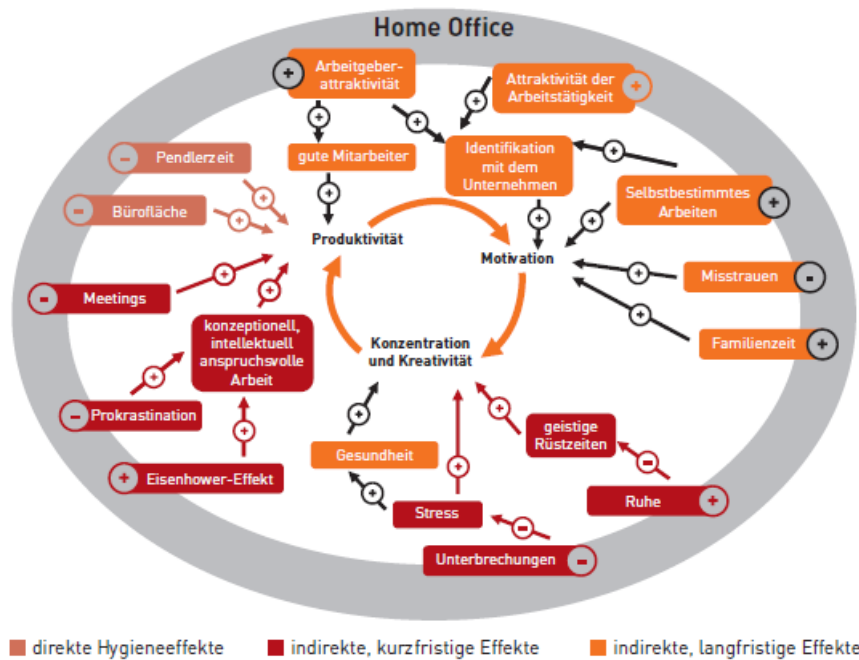 Home Office
Arbeitgeber-
attraktivität
+
Attraktivität der
Arbeitstätigkeit
+
+
+
+
Pendlerzeit
-
gute Mitarbeiter
Identifikation
mit dem
Unternehmen
+
+
+
Selbstbestimmtes
Arbeiten
+
Bürofläche
-
+
+
+
Produktivität
Motivation
Meetings
-
+
+
+
Misstrauen
-
+
Familienzeit
+
konzeptionell,
intellektuell
anspruchsvolle
Arbeit
Konzentration
und Kreativität
+
Prokrastination
-
+
+
+
geistige
Rüstzeiten
+
Gesundheit
+
-
Eisenhower-Effekt
+
+
Stress
Ruhe
+
-
Unterbrechungen
-
direkte Hygieneeffekte
indirekte, kurzfristige Effekte
indirekte, langfristige Effekte